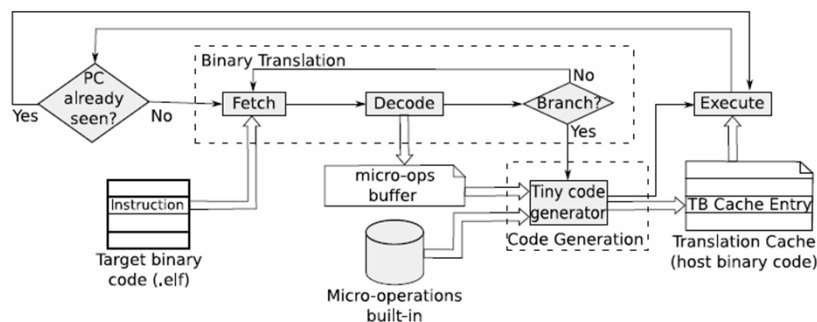 Binary Translation
PC
already
seen?
Yes
No
Fetch
Decode
Branch?
No
Yes
Execute
Instruction
Target binary
code (.elf)
micro-ops
buffer
Micro-operations
built-in
Tiny code
generator
Code Generation
TB Cache Entry
Translation Cache
(host binary code)